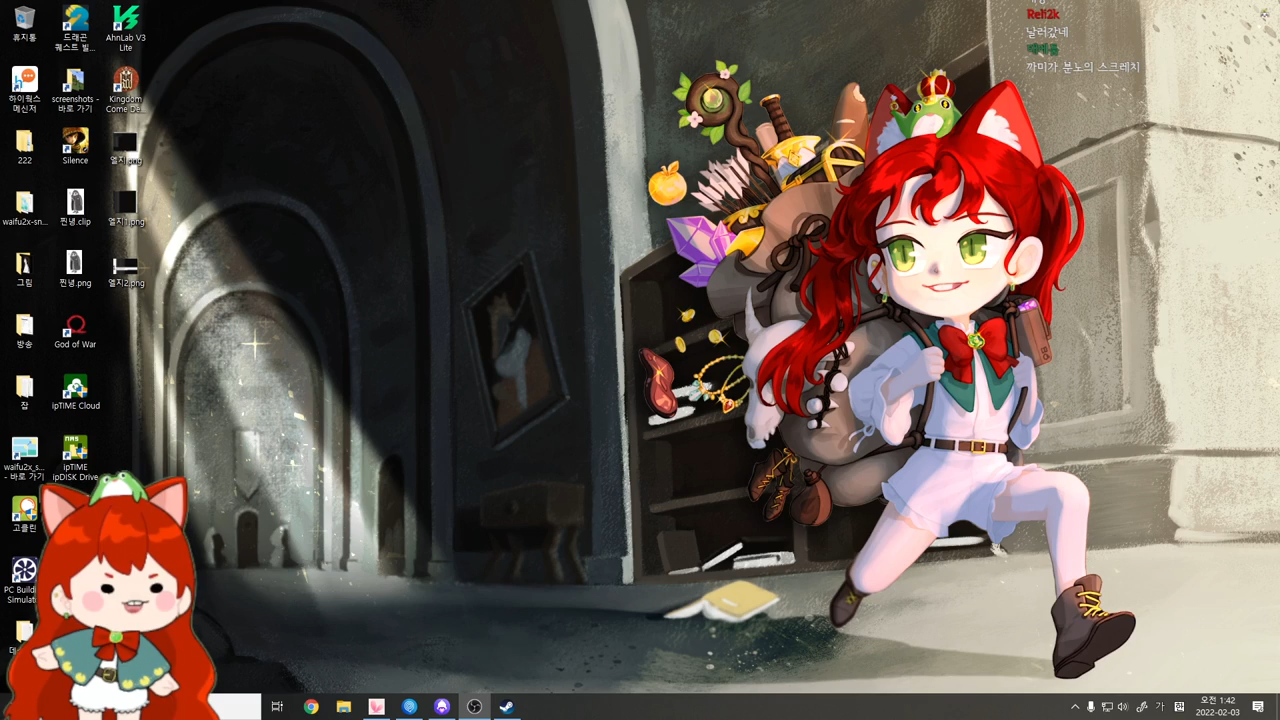 Reli2k
날러갔네
까미가 분노의 스크레치
휴지통
드래곤
퀘스트 빌...
AhnLab V3
Lite
하이웍스
메신저
screenshots -
바로 가기
Kingdom
Come De...
222
Silence
엘지.png
waifu2x-sn...
찐녕.clip
엘지1.png
그림
찐녕.png
엘지2.png
방송
God of War
잡
ipTIME Cloud
waifu2x_s...
- 바로 가기
ipTIME
ipDISK Drive
고클린
PC Buildi
Simulat
가
오전 1:42
2022-02-03